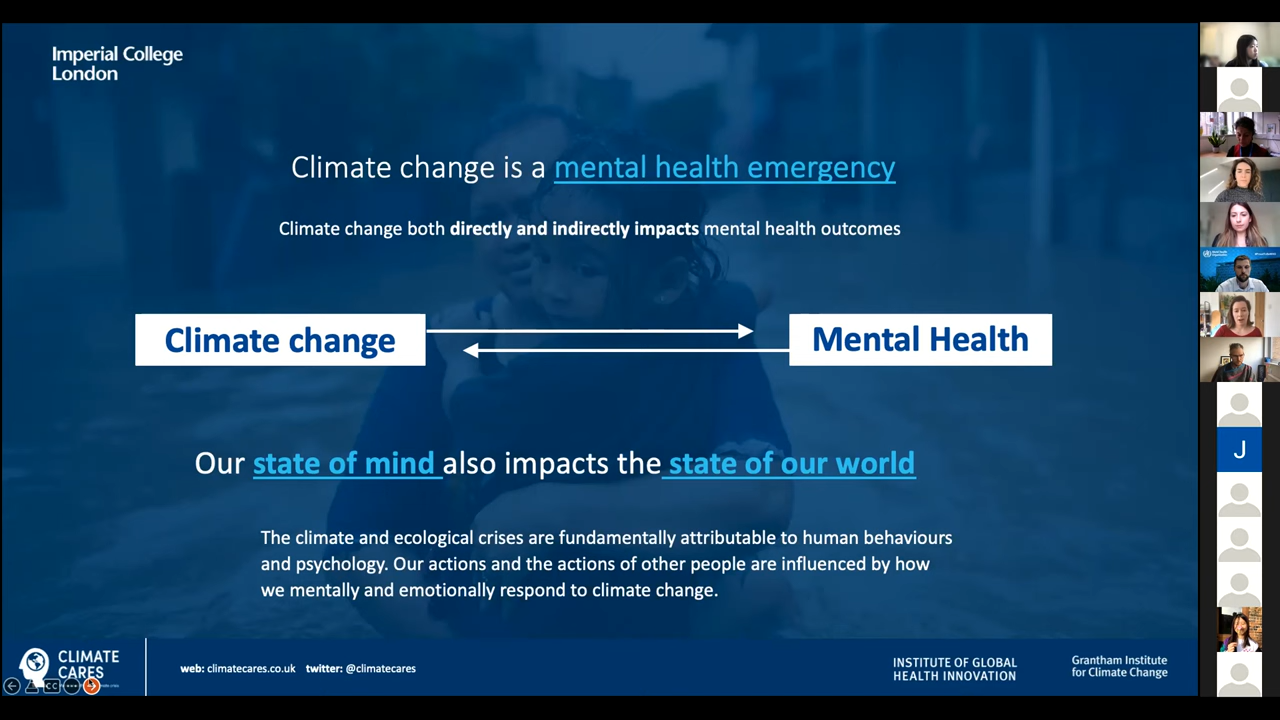 Imperial College
London
Climate change is a mental health emergency
Climate change both directly and indirectly impacts mental health outcomes
Climate change
Mental Health
Our state of mind also impacts the state of our world
The climate and ecological crises are fundamentally attributable to human behaviours
and psychology. Our actions and the actions of other people are influenced by how
we mentally and emotionally respond to climate change.
CLIMATE
CARES
web: climatecares.co.uk twitter: @climatecares
INSTITUTE OF GLOBAL
HEALTH INNOVATION
Grantham Institute
for Climate Change
J